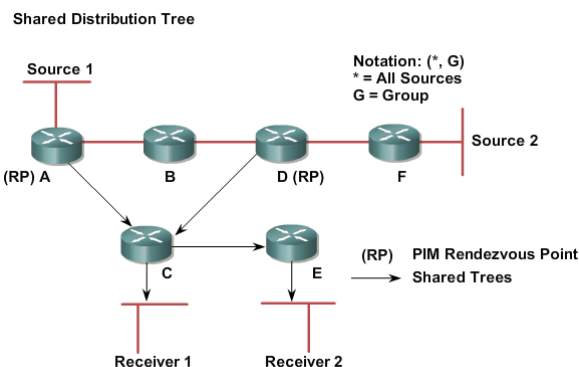 Shared Distribution Tree
Notation: (*, G)
* = All Sources
G = Group
Source 1
Source 2
(RP) A
B
D (RP)
F
C
E
(RP) PIM Rendezvous Point
Shared Trees
Receiver 1
Receiver 2